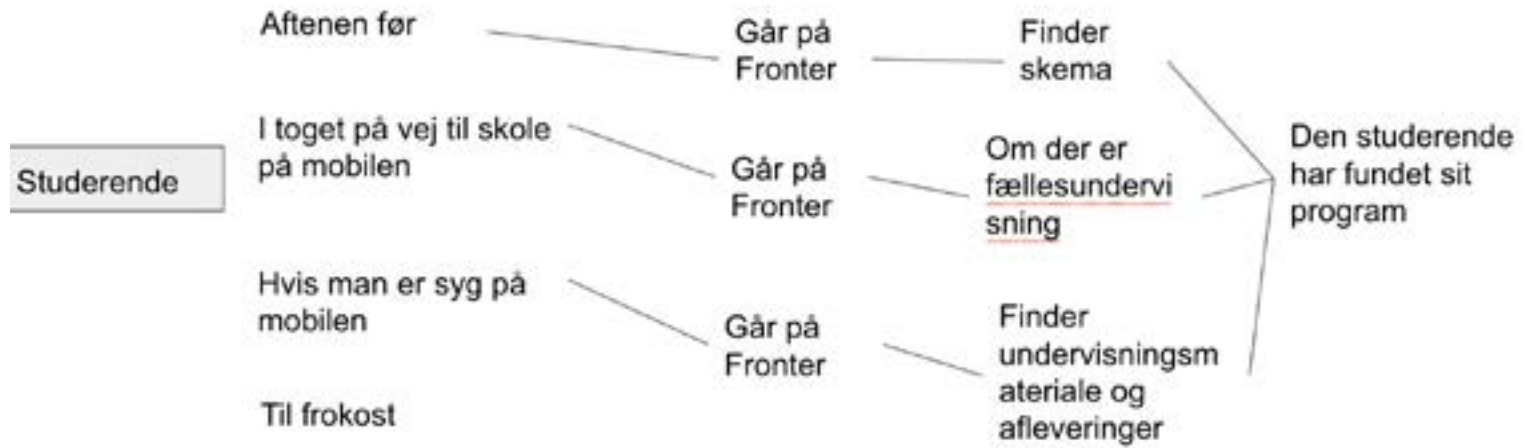 Studerende
Aftenen før
Går på
Fronter
Finder
skema
I toget på vej til skole
på mobilen
Går på
Fronter
Om der er
fællesundervi
sning
Den studerende
har fundet sit
program
Hvis man er syg på
mobilen
Går på
Fronter
Finder
undervisningsm
ateriale og
afleveringer
Til frokost